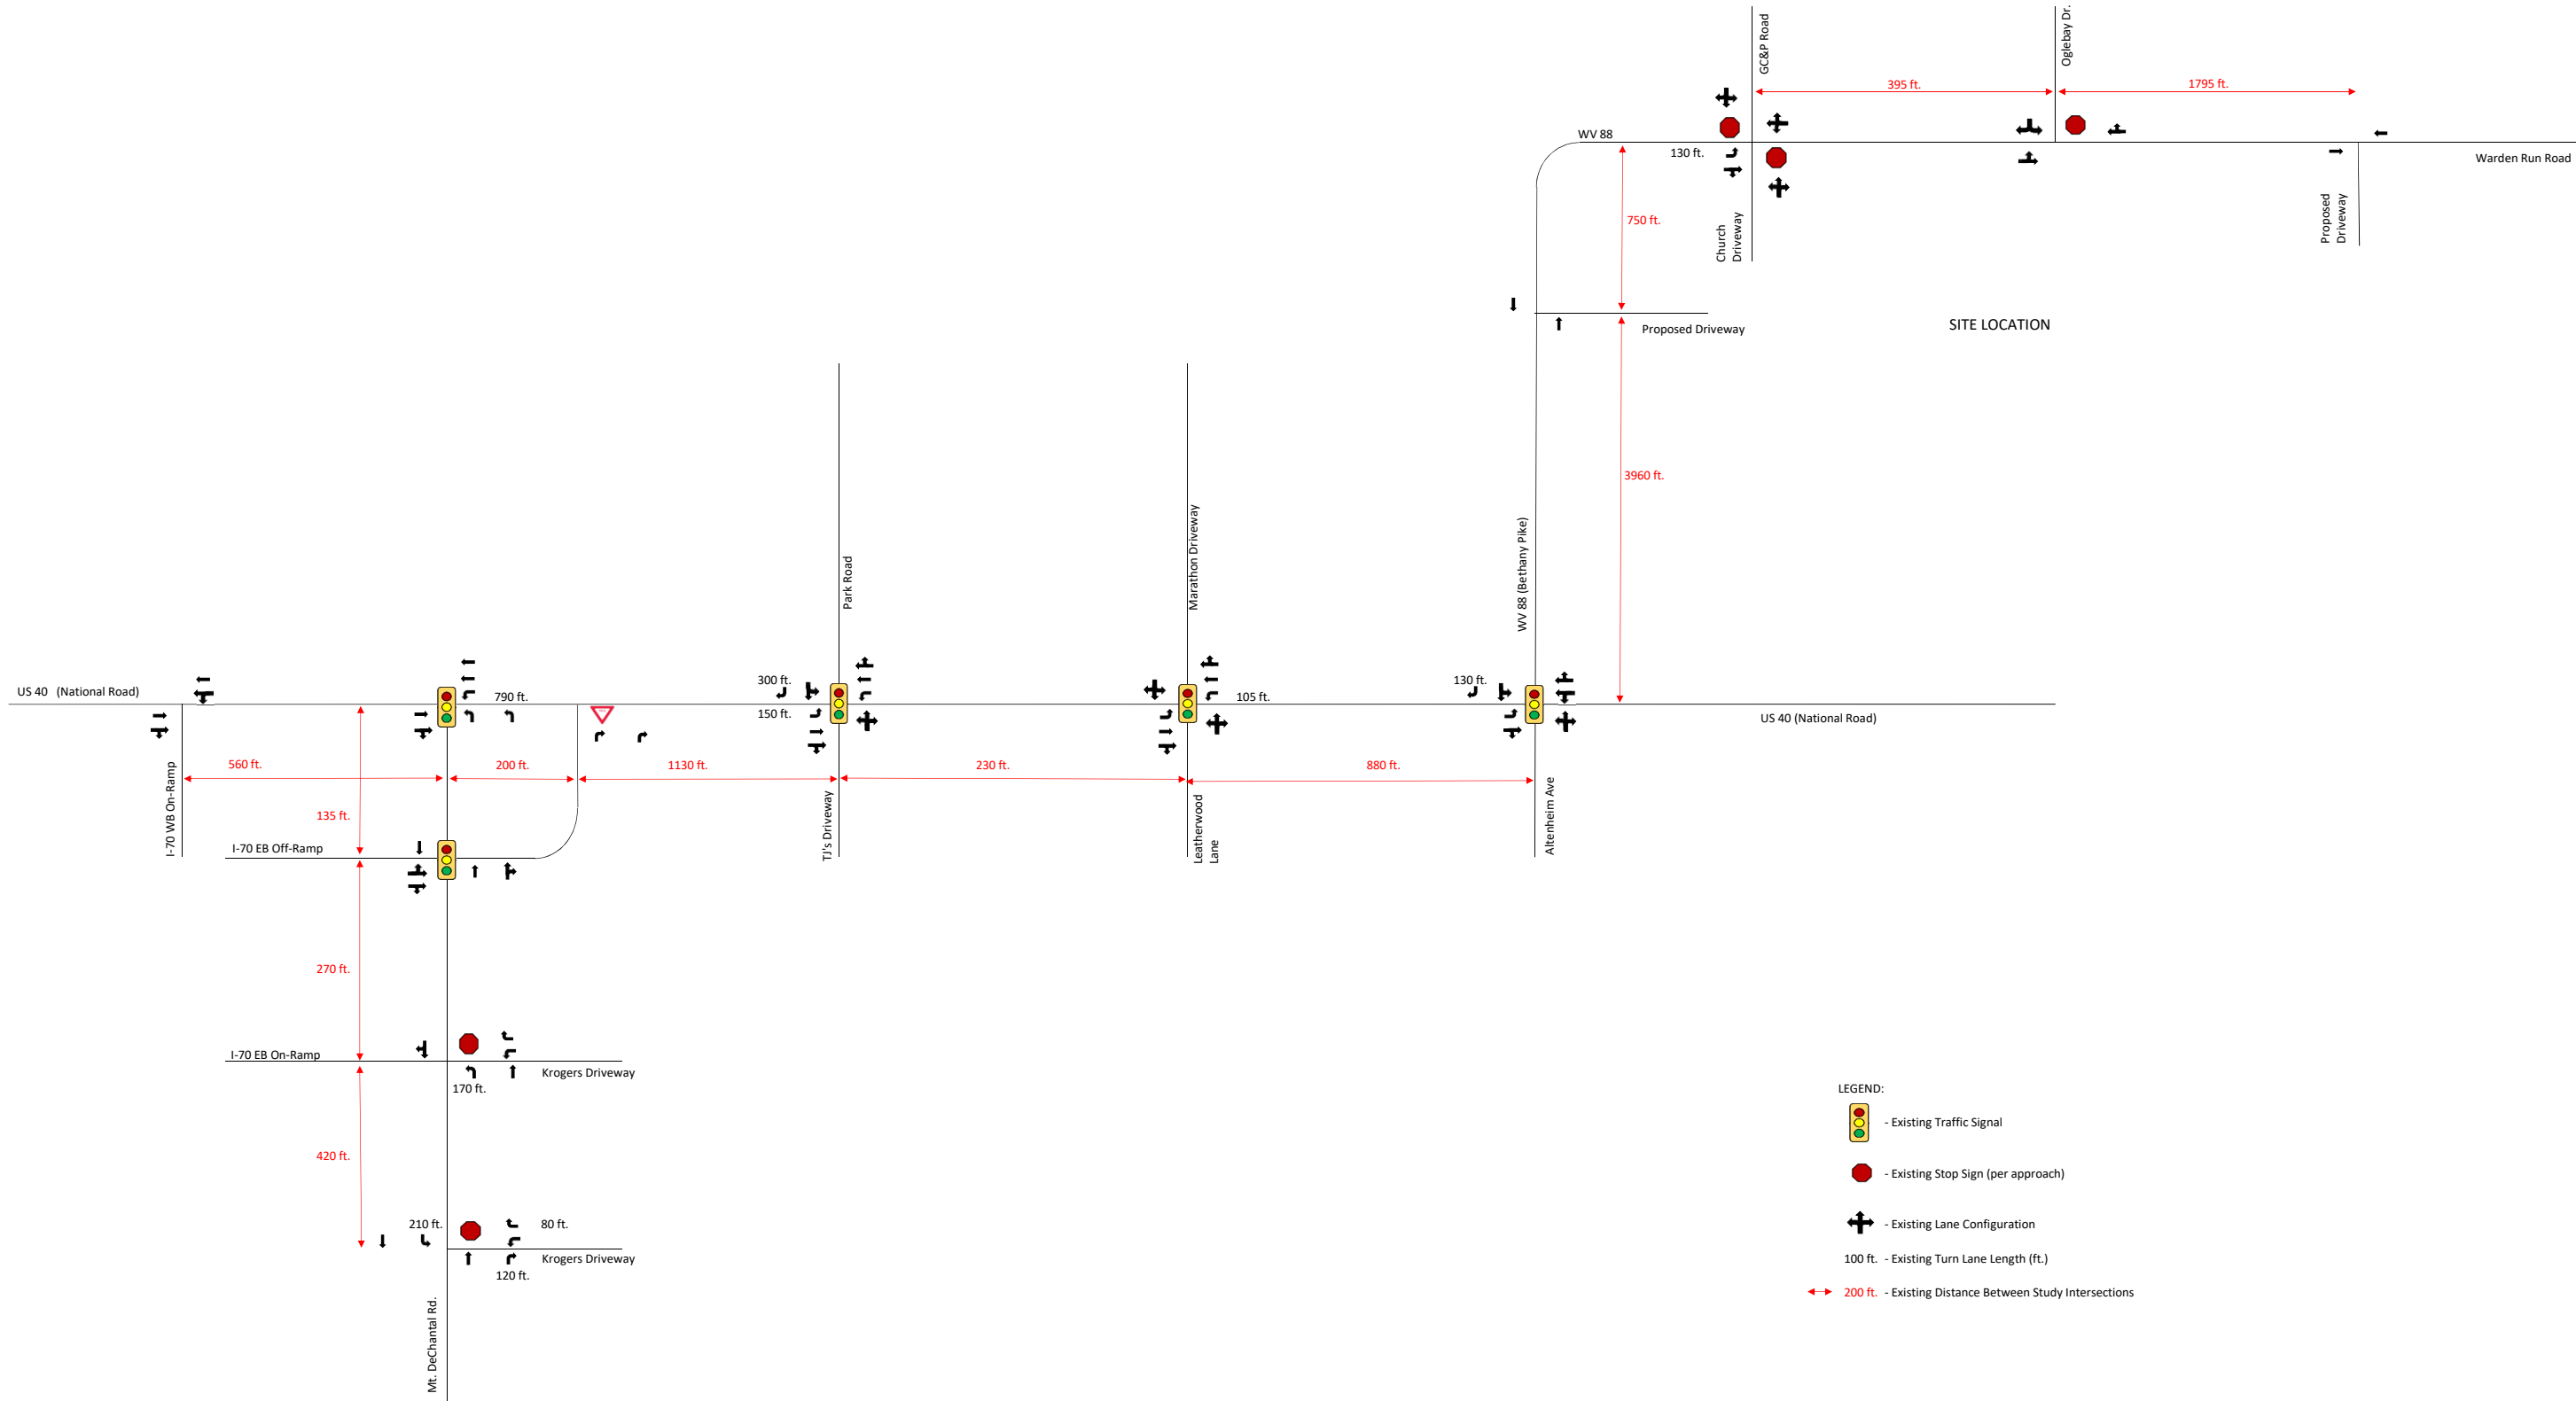 GC&P Road
Oglebay Dr.
395 ft.
1795 ft.
WV 88
130 ft.
Warden Run Road
750 ft.
Church
Driveway
Proposed
Driveway
Proposed Driveway
SITE LOCATION
3960 ft.
WV 88 (Bethany Pike)
Marathon Driveway
Park Road
US 40   (National Road)
790 ft.
300 ft.
150 ft.
105 ft.
130 ft.
US 40 (National Road)
560 ft.
200 ft.
1130 ft.
230 ft.
880 ft.
I-70 WB On-Ramp
135 ft.
TJ's Driveway
Leatherwood
Lane
Altenheim Ave
I-70 EB Off-Ramp
270 ft.
I-70 EB On-Ramp
Krogers Driveway
170 ft.
420 ft.
210 ft.
80 ft.
Krogers Driveway
120 ft.
Mt. DeChantal Rd.
LEGEND:
- Existing Traffic Signal
- Existing Stop Sign (per approach)
- Existing Lane Configuration
100 ft. - Existing Turn Lane Length (ft.)
200 ft. - Existing Distance Between Study Intersections